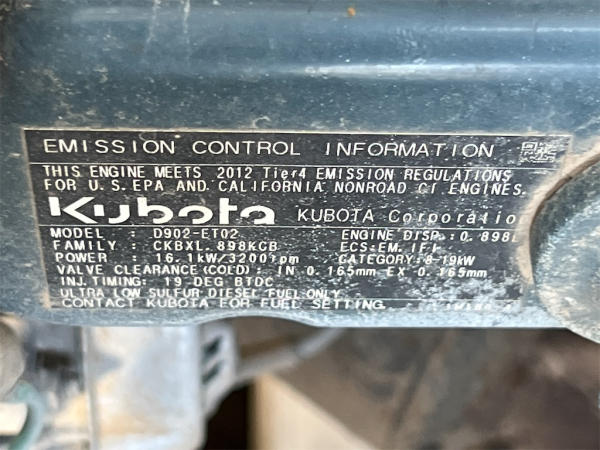 EMISSION CONTROL INFORMATION
THIS ENGINE MEETS 2012 Tier4 EMISSION REGULATIONS
FOR U.S. EPA AND CALIFORNIA NONROAD CI ENGINES.
Kubota KUBOTA Corporation
MODEL : D902-ET02 ENGINE DISP.:0.898L
FAMILY : CKBXL.898KCB ECS:EM, IFI
POWER : 16.1kW/3200rpm CATEGORY:8-19kW
VALVE CLEARANCE(COLD): IN 0.165mm EX 0.165mm
INJ.TIMING: 19 DEG BTDC
ULTRA LOW SULFUR DIESEL FUEL ONLY
CONTACT KUBOTA FOR FUEL SETTING.